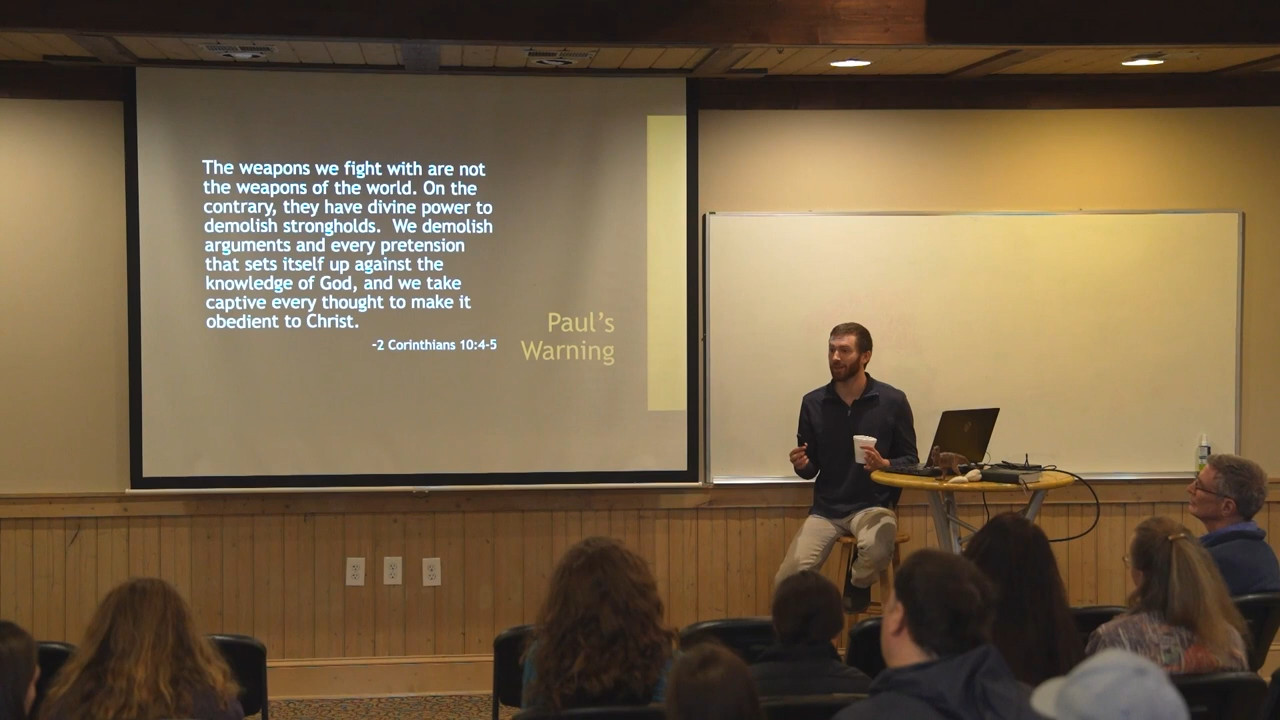 The weapons we fight with are not
the weapons of the world. On the
contrary, they have divine power to
demolish strongholds.  We demolish
arguments and every pretension
that sets itself up against the
knowledge of God, and we take
captive every thought to make it
obedient to Christ.
-2 Corinthians 10:4-5
Paul's
Warning